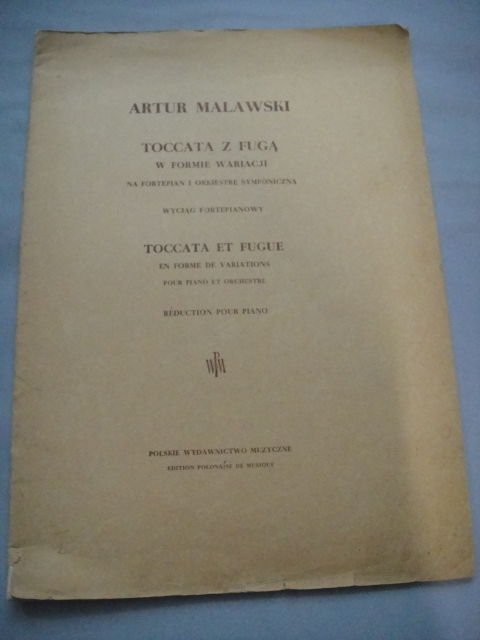 ARTUR MALAWSKI
TOCCATA Z FUGĄ
W FORMIE WARIACJI
NA FORTEPIAN I ORKIESTRĘ SYMFONICZNĄ
WYCIĄG FORTEPIANOWY
TOCCATA ET FUGUE
EN FORME DE VARIATIONS
POUR PIANO ET ORCHESTRE
RÉDUCTION POUR PIANO
PWM
POLSKIE WYDAWNICTWO MUZYCZNE
EDITION POLONAISE DE MUSIQUE